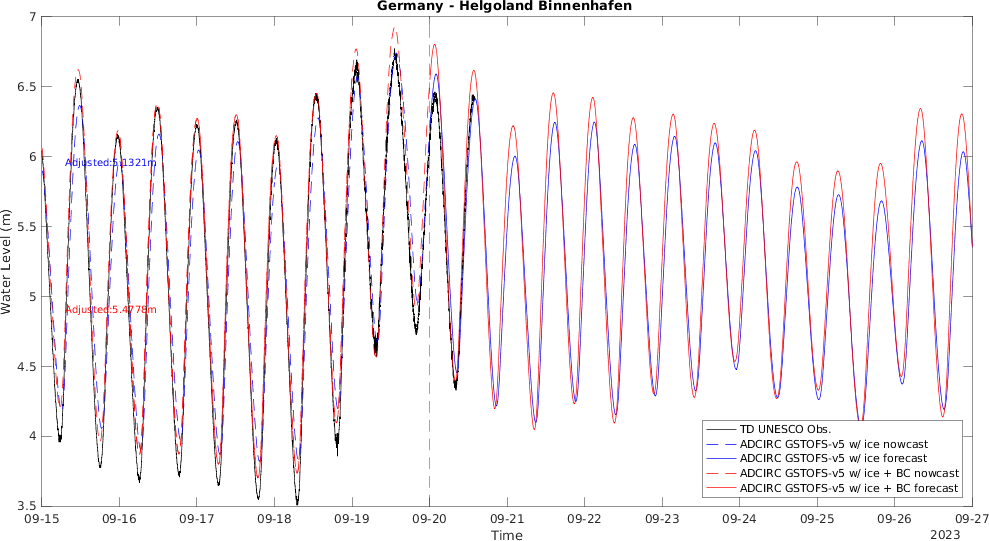 Germany - Helgoland Binnenhafen
7
6.5
6
5.5
5
4.5
4
3.5
Water Level (m)
Adjusted:5.1321m
Adjusted:5.4778m
TD UNESCO Obs.
ADCIRC GSTOFS-v5 w/ ice nowcast
ADCIRC GSTOFS-v5 w/ ice forecast
ADCIRC GSTOFS-v5 w/ ice + BC nowcast
ADCIRC GSTOFS-v5 w/ ice + BC forecast
09-15 09-16 09-17 09-18 09-19 09-20 09-21 09-22 09-23 09-24 09-25 09-26 09-27
Time
2023